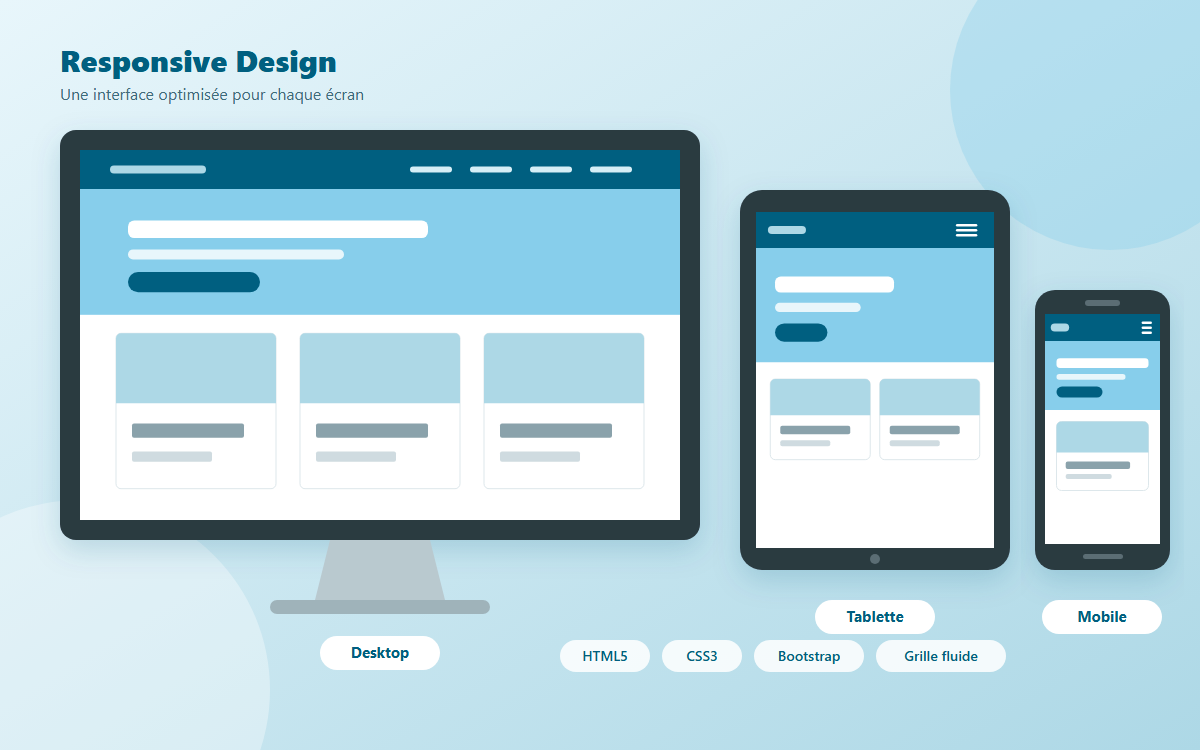 Responsive Design
Une interface optimisée pour chaque écran
Tablette
Mobile
Desktop
HTML5
CSS3
Bootstrap
Grille fluide